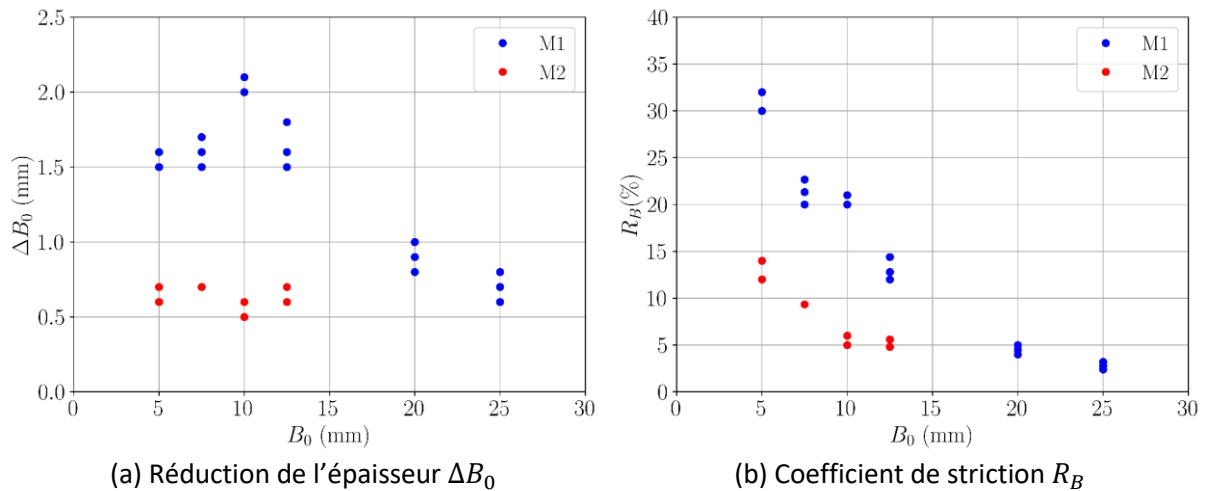 2.5
2.0
1.5
1.0
0.5
0.0
ΔB₀ (mm)
M1
M2
0 5 10 15 20 25 30
B₀ (mm)
(a) Réduction de l’épaisseur ΔB₀
40
35
30
25
20
15
10
5
0
R_B(%)
M1
M2
0 5 10 15 20 25 30
B₀ (mm)
(b) Coefficient de striction R_B